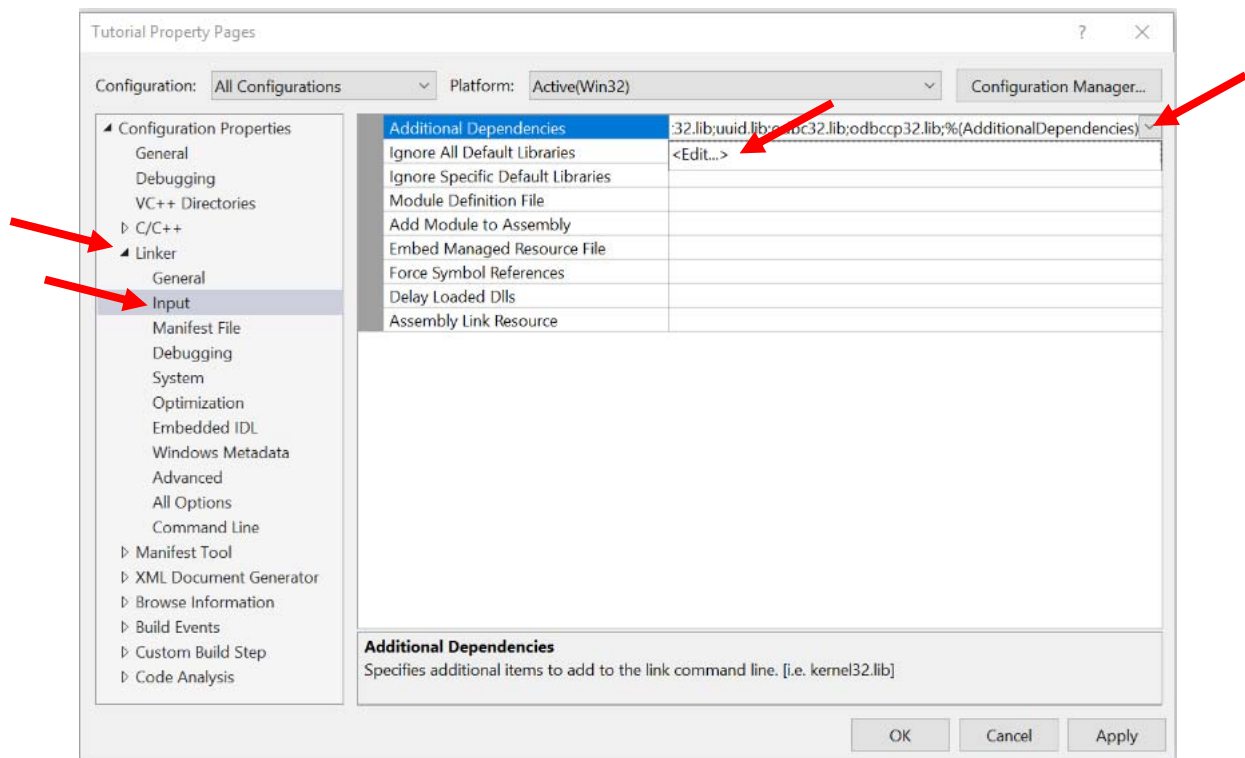 Tutorial Property Pages
Configuration: All Configurations Platform: Active(Win32) Configuration Manager...
Configuration Properties
General
Debugging
VC++ Directories
C/C++
Linker
General
Input
Manifest File
Debugging
System
Optimization
Embedded IDL
Windows Metadata
Advanced
All Options
Command Line
Manifest Tool
XML Document Generator
Browse Information
Build Events
Custom Build Step
Code Analysis
Additional Dependencies :32.lib;uuid.lib;odbc32.lib;odbccp32.lib;%(AdditionalDependencies)
Ignore All Default Libraries <Edit...>
Ignore Specific Default Libraries
Module Definition File
Add Module to Assembly
Embed Managed Resource File
Force Symbol References
Delay Loaded Dlls
Assembly Link Resource
Additional Dependencies
Specifies additional items to add to the link command line. [i.e. kernel32.lib]
OK Cancel Apply